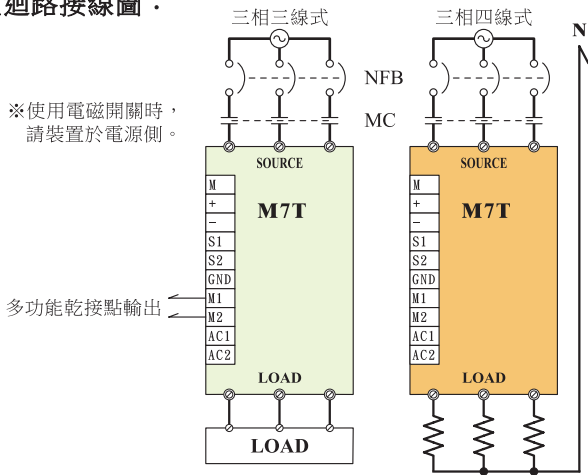 迴路接線圖．
三相三線式
三相四線式
N
NFB
※使用電磁開關時，
請裝置於電源側。
MC
SOURCE
M7T
M
+
−
S1
S2
GND
M1
M2
AC1
AC2
多功能乾接點輸出
LOAD
LOAD
SOURCE
M7T
M
+
−
S1
S2
GND
M1
M2
AC1
AC2
LOAD